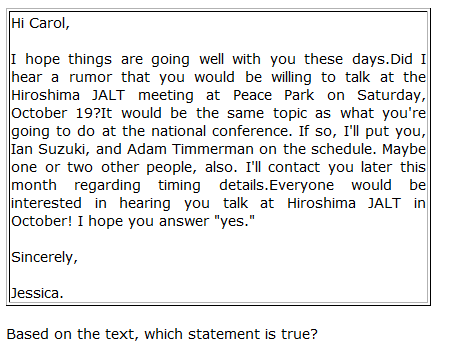 Hi Carol,
I hope things are going well with you these days.Did I
hear a rumor that you would be willing to talk at the
Hiroshima JALT meeting at Peace Park on Saturday,
October 19?It would be the same topic as what you're
going to do at the national conference. If so, I'll put you,
Ian Suzuki, and Adam Timmerman on the schedule. Maybe
one or two other people, also. I'll contact you later this
month regarding timing details.Everyone would be
interested in hearing you talk at Hiroshima JALT in
October! I hope you answer "yes."
Sincerely,
Jessica.
Based on the text, which statement is true?